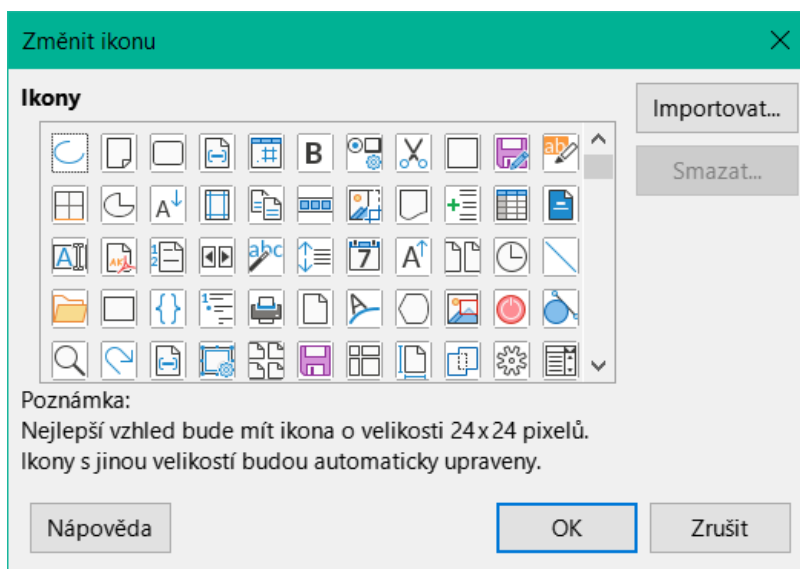 Změnit ikonu
Ikony
Importovat...
Smazat...
Poznámka:
Nejlepší vzhled bude mít ikona o velikosti 24x24 pixelů.
Ikony s jinou velikostí budou automaticky upraveny.
Nápověda
OK
Zrušit